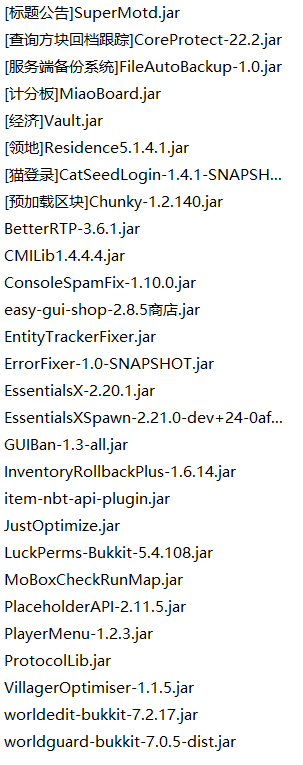 [标题公告]SuperMotd.jar
[查询方块回档跟踪]CoreProtect-22.2.jar
[服务端备份系统]FileAutoBackup-1.0.jar
[计分板]MiaoBoard.jar
[经济]Vault.jar
[领地]Residence5.1.4.1.jar
[猫登录]CatSeedLogin-1.4.1-SNAPSH...
[预加载区块]Chunky-1.2.140.jar
BetterRTP-3.6.1.jar
CMILib1.4.4.4.jar
ConsoleSpamFix-1.10.0.jar
easy-gui-shop-2.8.5商店.jar
EntityTrackerFixer.jar
ErrorFixer-1.0-SNAPSHOT.jar
EssentialsX-2.20.1.jar
EssentialsXSpawn-2.21.0-dev+24-0af...
GUIBan-1.3-all.jar
InventoryRollbackPlus-1.6.14.jar
item-nbt-api-plugin.jar
JustOptimize.jar
LuckPerms-Bukkit-5.4.108.jar
MoBoxCheckRunMap.jar
PlaceholderAPI-2.11.5.jar
PlayerMenu-1.2.3.jar
ProtocolLib.jar
VillagerOptimiser-1.1.5.jar
worldedit-bukkit-7.2.17.jar
worldguard-bukkit-7.0.5-dist.jar